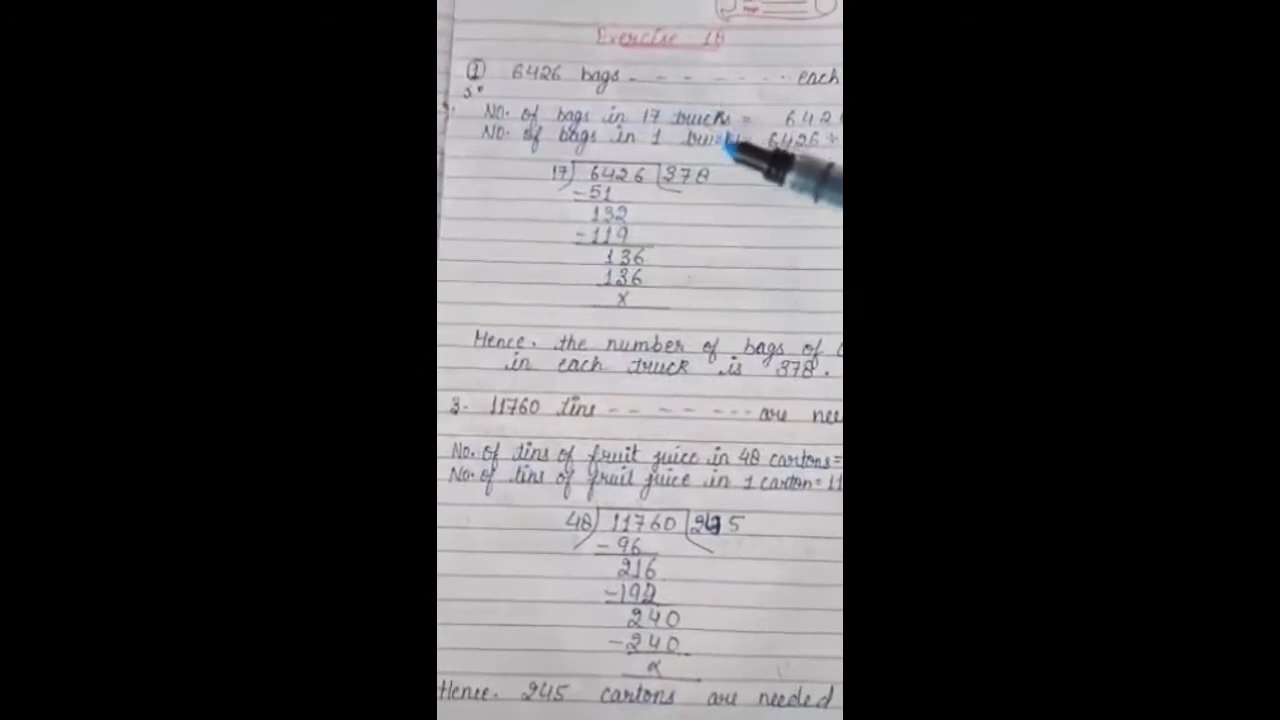 Exercise 18
① 6426 bags - - - - - - - each
No. of bags in 17 trucks = 642
No. of bags in 1 truck= 6426 ÷
17) 6426 (378
-51
132
-119
136
136
x
Hence, the number of bags of
in each truck is 378.
3. 11760 tins - - - - - - - are nee
No. of tins of fruit juice in 48 cartons=
No. of tins of fruit juice in 1 carton= 11
48) 11760 (245
-96
216
-192
240
-240
x
Hence, 245 cartons are needed